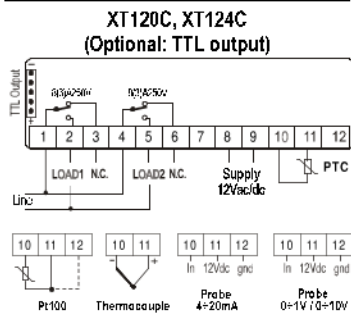 XT120C, XT124C
(Optional: TTL output)
TTL Output
- +
8(3)A250V 8(3)A250V
1 2 3 4 5 6 7 8 9 10 11 12
LOAD1 N.C. LOAD2 N.C. Supply 12Vac/dc PTC
Line
10 11 12 10 11 10 11 12 10 11 12
- + In 12Vdc gnd In 12Vdc gnd
Pt100 Thermocouple Probe 4÷20mA Probe 0÷1V / 0÷10V